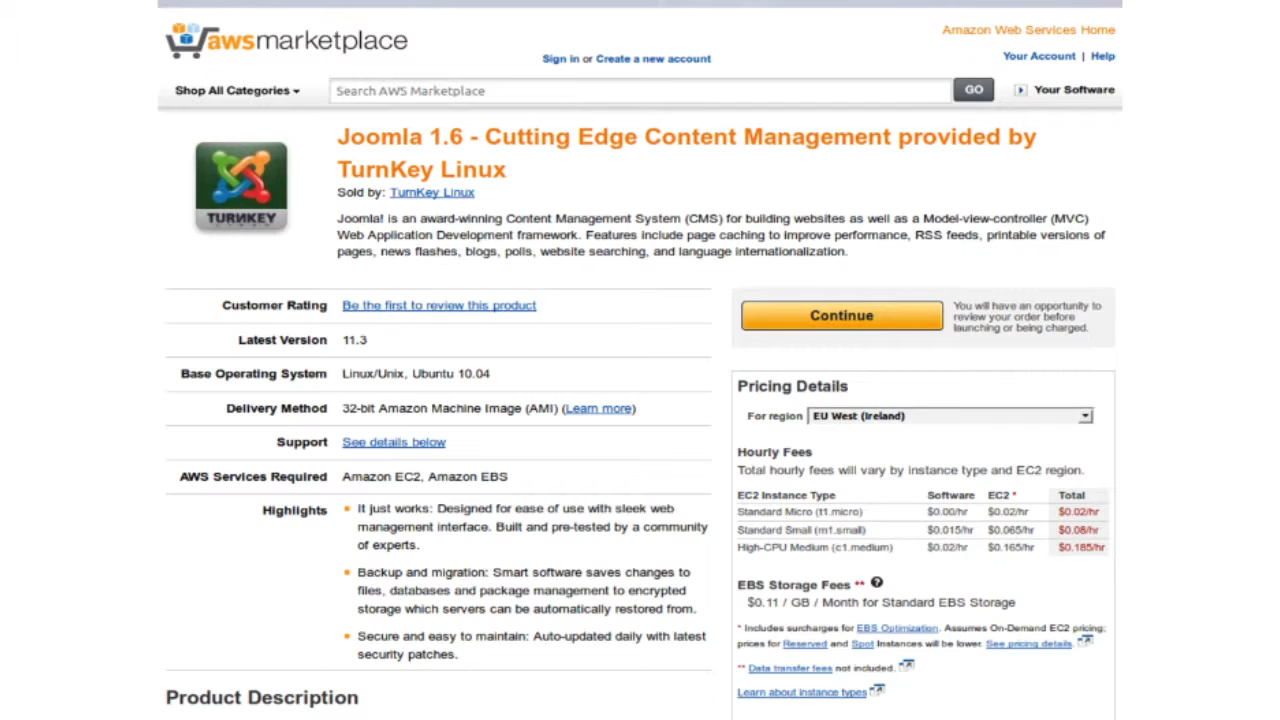 awsmarketplace
Amazon Web Services Home
Sign in or Create a new account
Your Account | Help
Shop All Categories
Search AWS Marketplace
GO
Your Software
Joomla 1.6 - Cutting Edge Content Management provided by
TurnKey Linux
Sold by: TurnKey Linux
TURNKEY
LINUX
Joomla! is an award-winning Content Management System (CMS) for building websites as well as a Model-view-controller (MVC)
Web Application Development framework. Features include page caching to improve performance, RSS feeds, printable versions of
pages, news flashes, blogs, polls, website searching, and language internationalization.
Customer Rating Be the first to review this product
Latest Version 11.3
Base Operating System Linux/Unix, Ubuntu 10.04
Delivery Method 32-bit Amazon Machine Image (AMI) (Learn more)
Support See details below
AWS Services Required Amazon EC2, Amazon EBS
Highlights
It just works: Designed for ease of use with sleek web
management interface. Built and pre-tested by a community
of experts.
Backup and migration: Smart software saves changes to
files, databases and package management to encrypted
storage which servers can be automatically restored from.
Secure and easy to maintain: Auto-updated daily with latest
security patches.
Product Description
Continue
You will have an opportunity to
review your order before
launching or being charged.
Pricing Details
For region EU West (Ireland)
Hourly Fees
Total hourly fees will vary by instance type and EC2 region.
EC2 Instance Type Software EC2 * Total
Standard Micro (t1.micro) $0.00/hr $0.02/hr $0.02/hr
Standard Small (m1.small) $0.015/hr $0.065/hr $0.08/hr
High-CPU Medium (c1.medium) $0.02/hr $0.165/hr $0.185/hr
EBS Storage Fees ** ?
$0.11 / GB / Month for Standard EBS Storage
* Includes surcharges for EBS Optimization. Assumes On-Demand EC2 pricing;
prices for Reserved and Spot Instances will be lower. See pricing details.
** Data transfer fees not included.
Learn about instance types